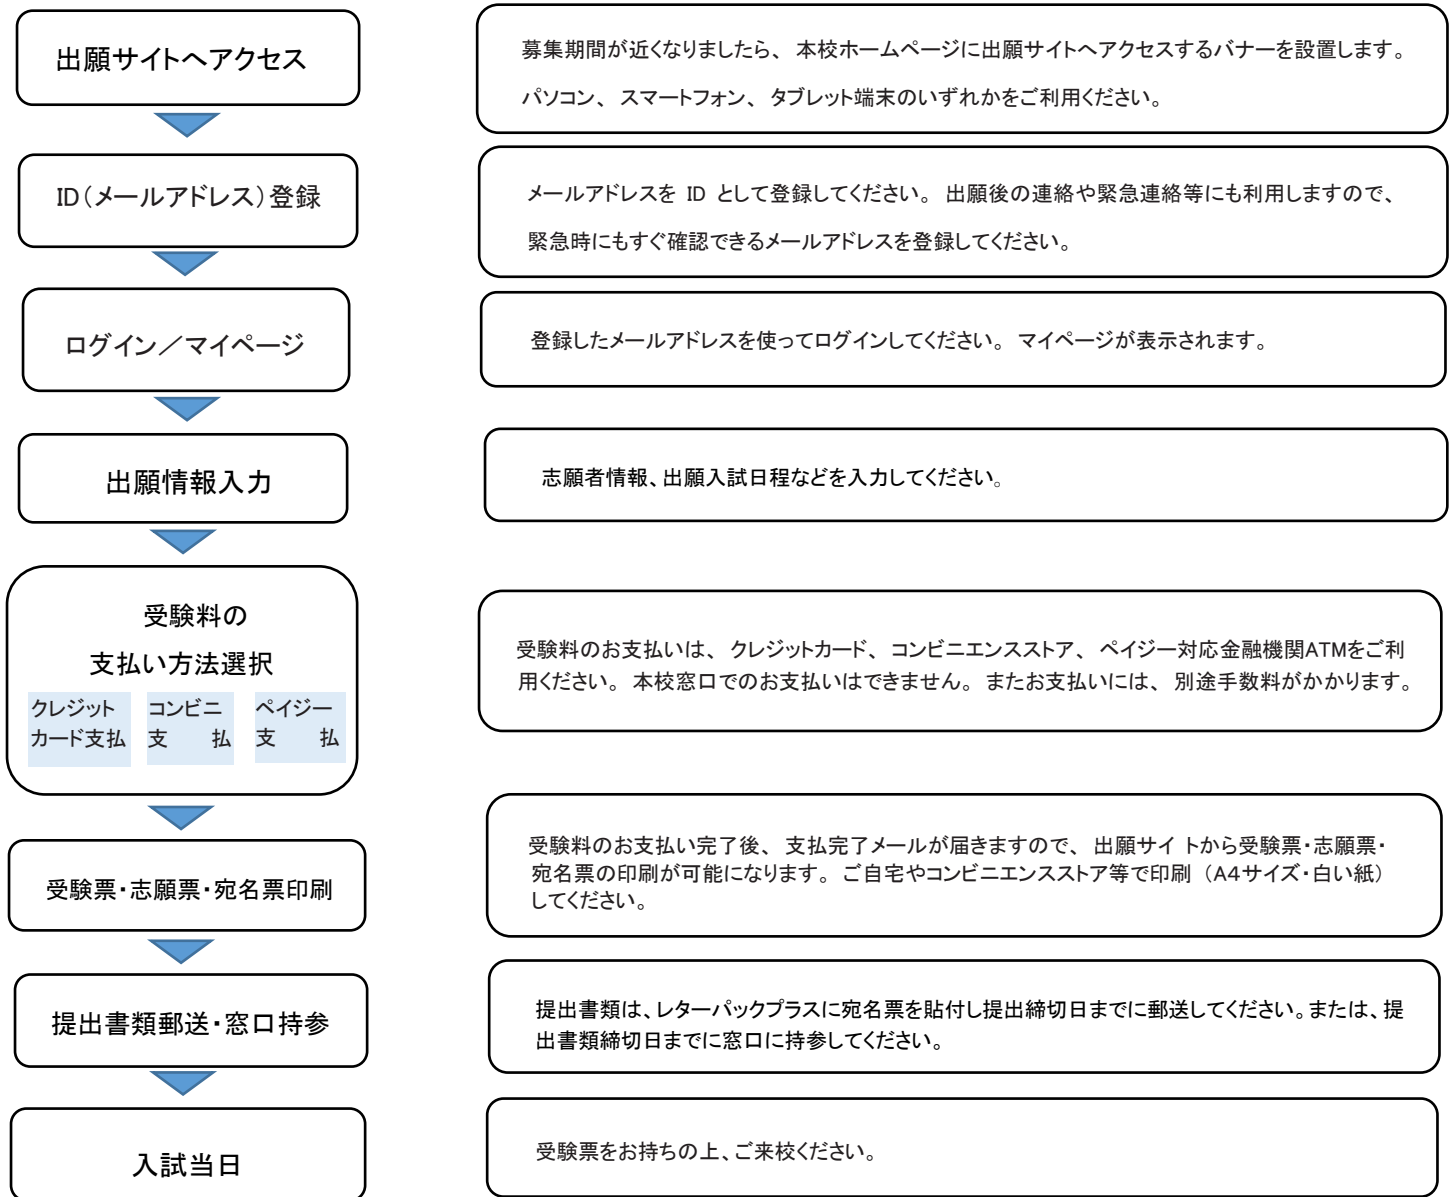 出願サイトへアクセス
募集期間が近くなりましたら、本校ホームページに出願サイトへアクセスするバナーを設置します。
パソコン、スマートフォン、タブレット端末のいずれかをご利用ください。
ID（メールアドレス）登録
メールアドレスを ID として登録してください。出願後の連絡や緊急連絡等にも利用しますので、
緊急時にもすぐ確認できるメールアドレスを登録してください。
ログイン／マイページ
登録したメールアドレスを使ってログインしてください。マイページが表示されます。
出願情報入力
志願者情報、出願入試日程などを入力してください。
受験料の
支払い方法選択
クレジット
カード支払
コンビニ
支　　払
ペイジー
支　　払
受験料のお支払いは、クレジットカード、コンビニエンスストア、ペイジー対応金融機関ATMをご利
用ください。本校窓口でのお支払いはできません。またお支払いには、別途手数料がかかります。
受験票・志願票・宛名票印刷
受験料のお支払い完了後、支払完了メールが届きますので、出願サイトから受験票・志願票・
宛名票の印刷が可能になります。ご自宅やコンビニエンスストア等で印刷（A4サイズ・白い紙）
してください。
提出書類郵送・窓口持参
提出書類は、レターパックプラスに宛名票を貼付し提出締切日までに郵送してください。または、提
出書類締切日までに窓口に持参してください。
入試当日
受験票をお持ちの上、ご来校ください。